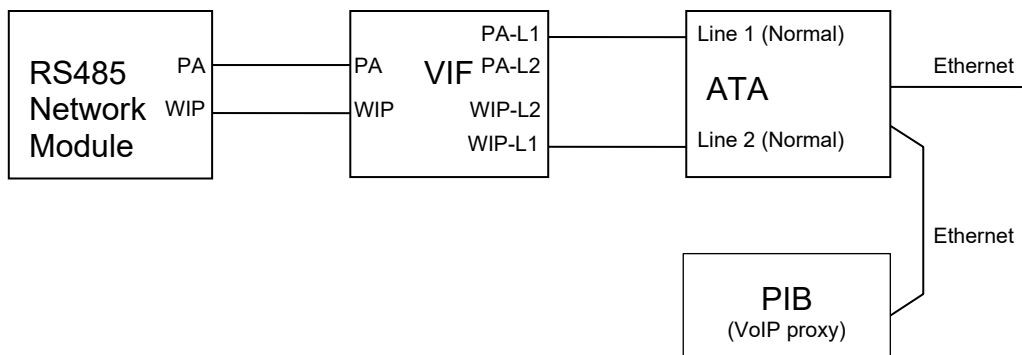 RS485
Network
Module
PA
WIP
PA
WIP
VIF
PA-L1
PA-L2
WIP-L2
WIP-L1
Line 1 (Normal)
ATA
Line 2 (Normal)
Ethernet
Ethernet
PIB
(VoIP proxy)